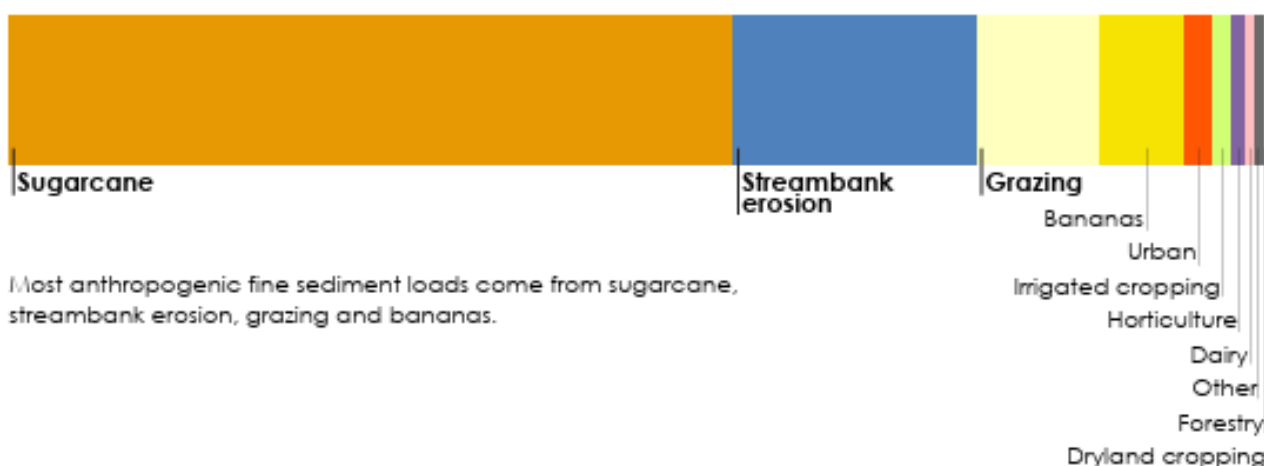 Sugarcane
Streambank
erosion
Grazing
Bananas
Urban
Irrigated cropping
Horticulture
Dairy
Other
Forestry
Dryland cropping
Most anthropogenic fine sediment loads come from sugarcane,
streambank erosion, grazing and bananas.